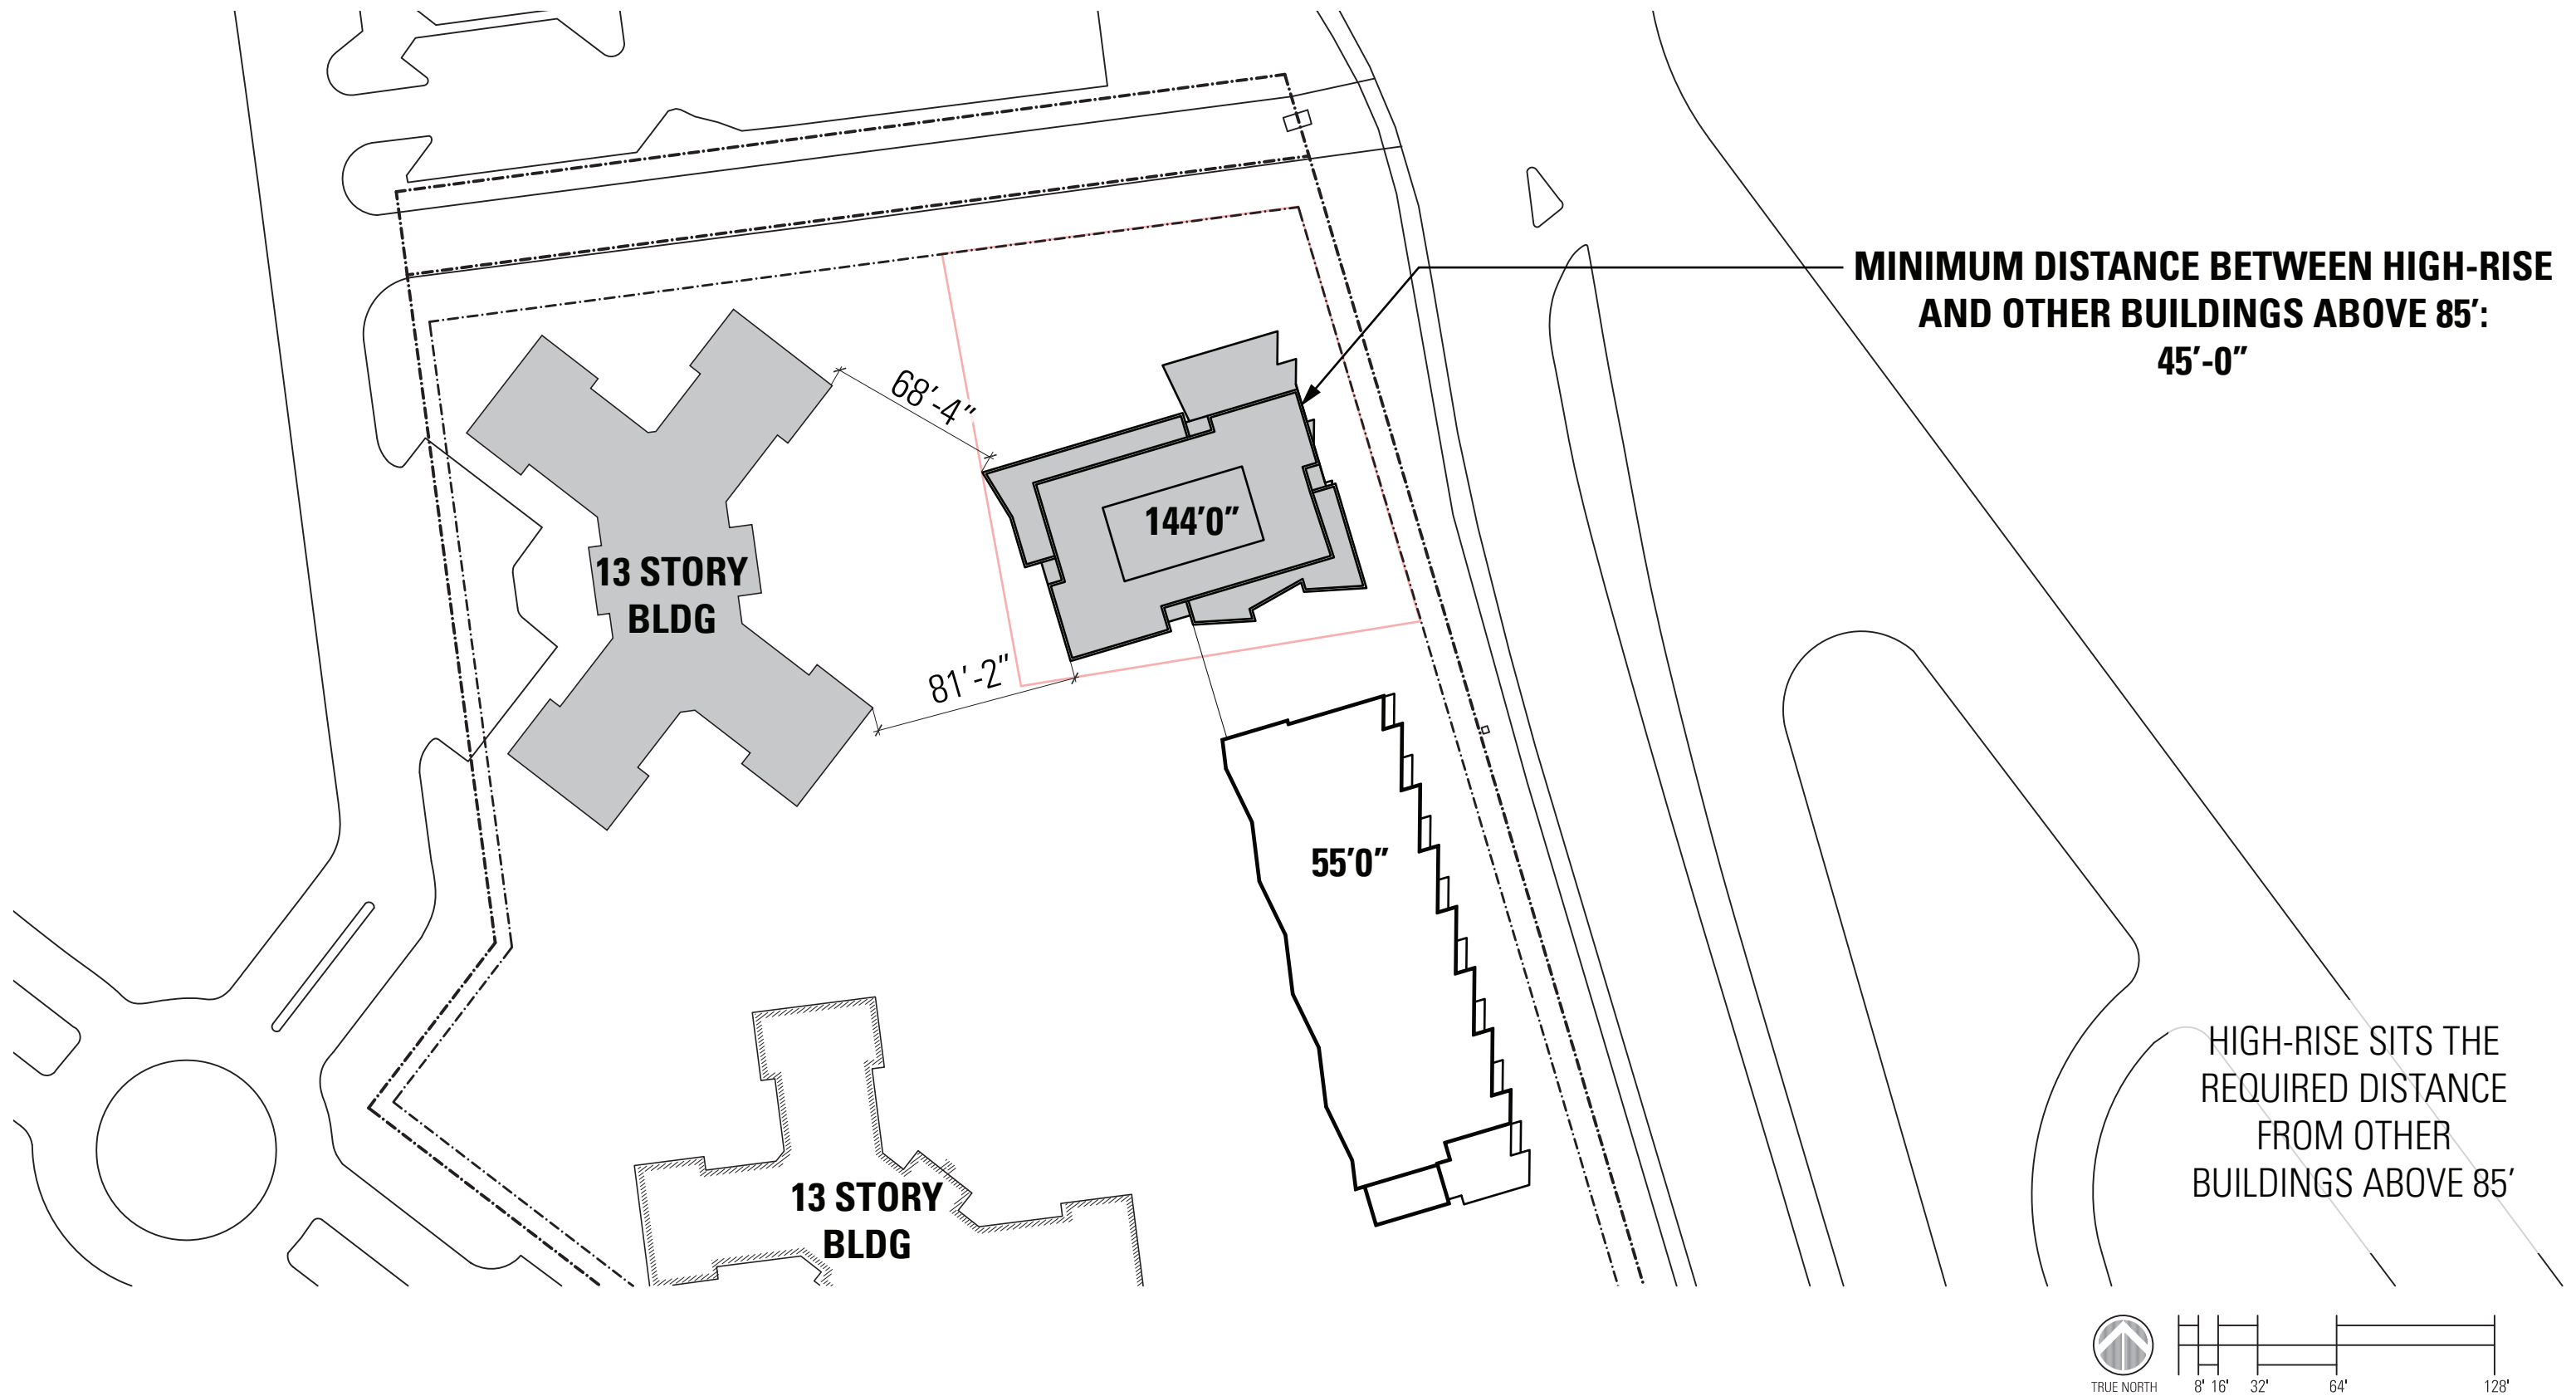 MINIMUM DISTANCE BETWEEN HIGH-RISE
AND OTHER BUILDINGS ABOVE 85':
45'-0"
68'-4"
144'0"
13 STORY
BLDG
81'-2"
55'0"
HIGH-RISE SITS THE
REQUIRED DISTANCE
FROM OTHER
BUILDINGS ABOVE 85'
13 STORY
BLDG
TRUE NORTH
8' 16' 32' 64' 128'